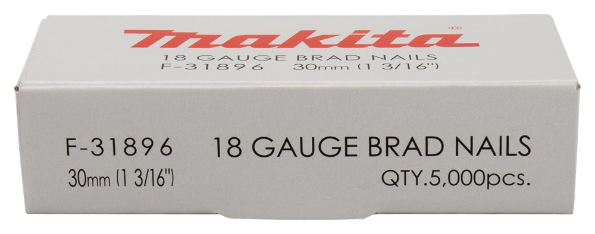 Makita®
18 GAUGE BRAD NAILS
F-31896 30mm (1 3/16")
F-31896 18 GAUGE BRAD NAILS
30mm (1 3/16") QTY.5,000pcs.